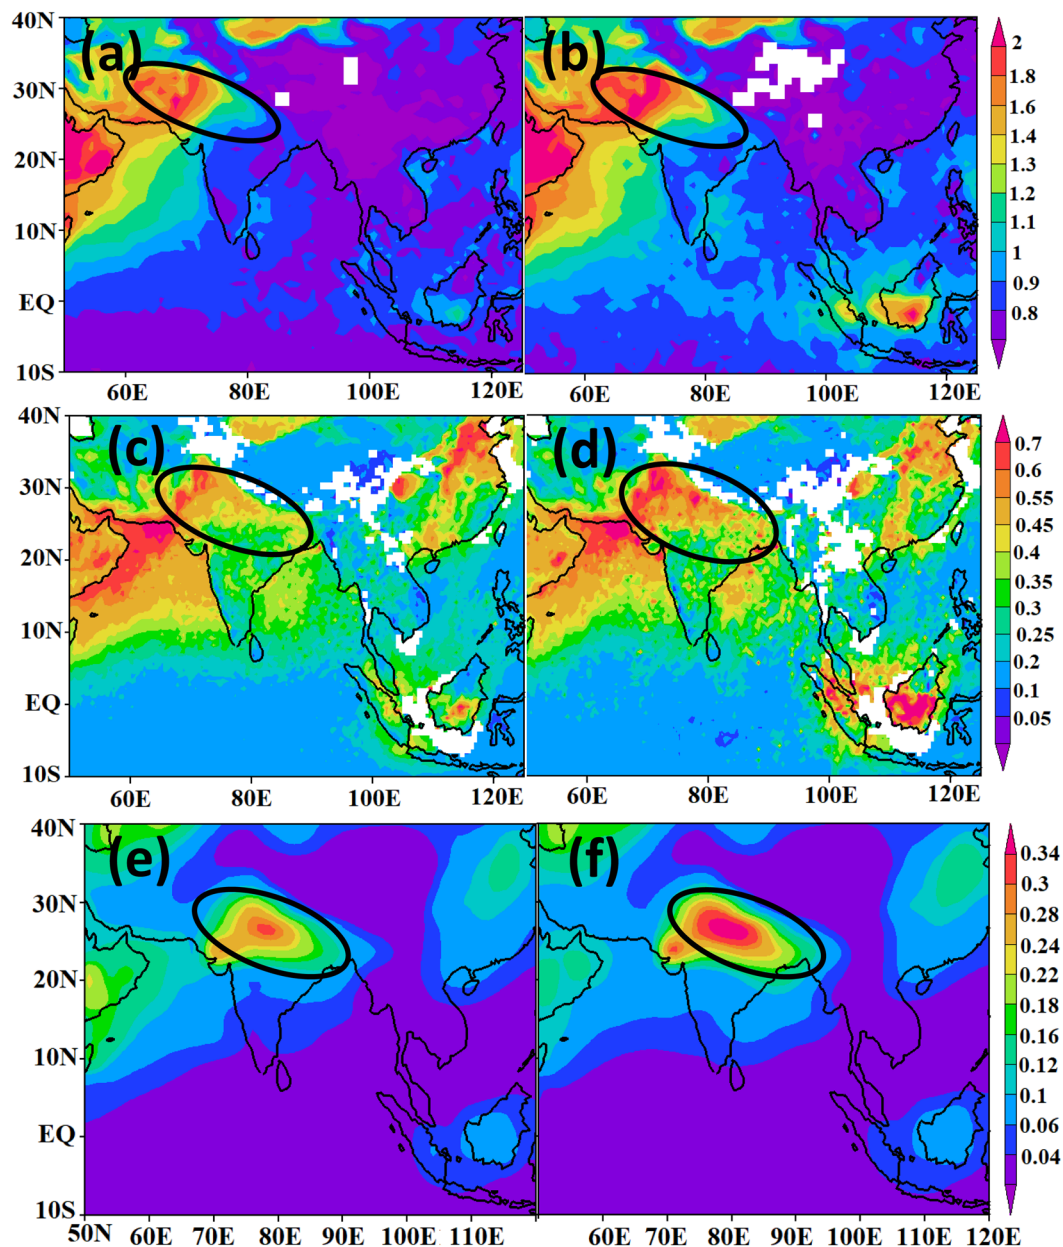 40N
30N
20N
10N
EQ
10S
(a)
(b)
2
1.8
1.6
1.4
1.3
1.2
1.1
1
0.9
0.8
60E 80E 100E 120E
60E 80E 100E 120E
40N
30N
20N
10N
EQ
10S
(c)
(d)
0.7
0.6
0.55
0.45
0.4
0.35
0.3
0.25
0.2
0.1
0.05
60E 80E 100E 120E
60E 80E 100E 120E
40N
30N
20N
10N
EQ
10S
(e)
(f)
0.34
0.3
0.28
0.24
0.22
0.18
0.16
0.12
0.1
0.06
0.04
50N 60E 70E 80E 90E 100E 110E
60E 70E 80E 90E 100E 110E 120E